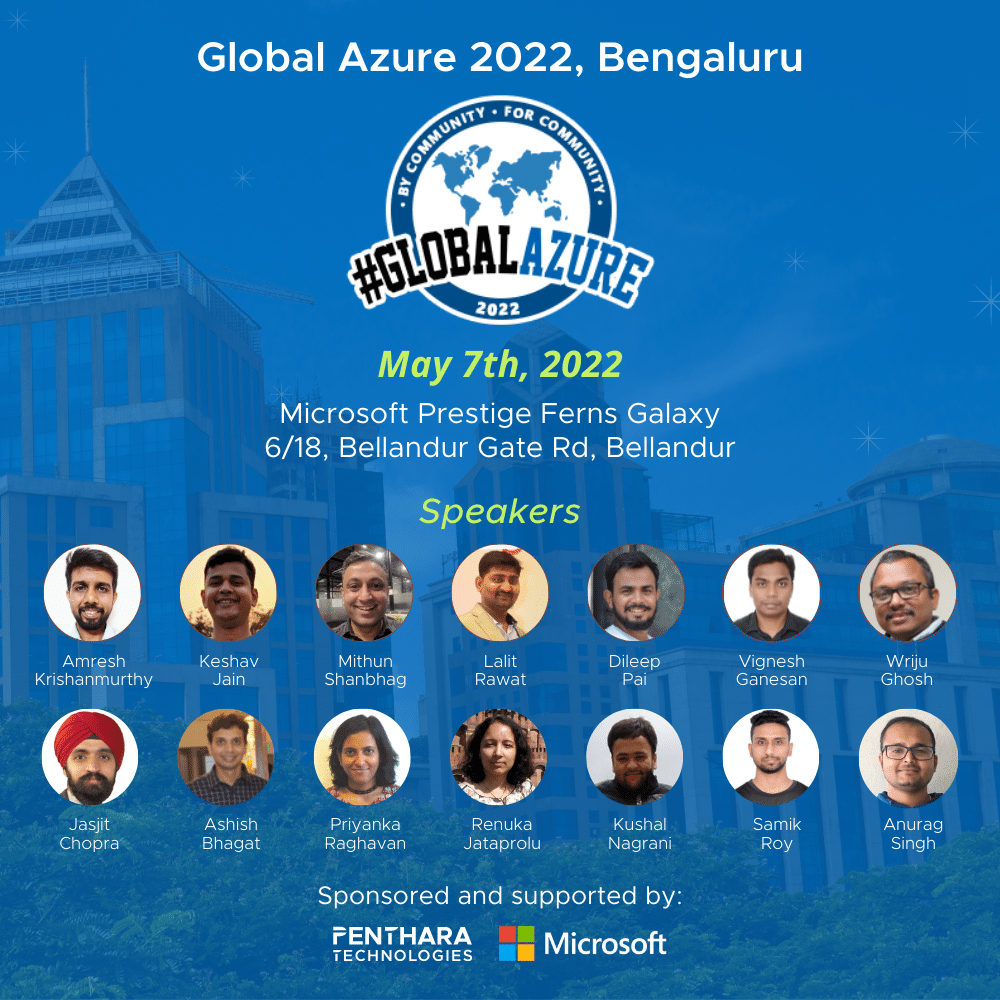 Global Azure 2022, Bengaluru
• BY COMMUNITY • FOR COMMUNITY •
#GLOBALAZURE
2022
May 7th, 2022
Microsoft Prestige Ferns Galaxy
6/18, Bellandur Gate Rd, Bellandur
Speakers
Amresh
Krishanmurthy
Keshav
Jain
Mithun
Shanbhag
Lalit
Rawat
Dileep
Pai
Vignesh
Ganesan
Wriju
Ghosh
Jasjit
Chopra
Ashish
Bhagat
Priyanka
Raghavan
Renuka
Jataprolu
Kushal
Nagrani
Samik
Roy
Anurag
Singh
Sponsored and supported by:
PENTHARA
TECHNOLOGIES
Microsoft